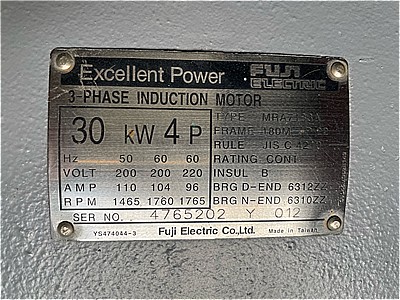 Excellent Power FUJI ELECTRIC
3-PHASE INDUCTION MOTOR
30 kW 4 P
TYPE
FRAME 180M
RULE JIS C
Hz 50 60 60
RATING CONT.
VOLT 200 200 220
INSUL B
AMP 110 104 96
BRG D-END 6312ZZ
RPM 1465 1760 1765
BRG N-END 6310ZZ
SER NO. 4765202 Y 012
YS474044-3 Fuji Electric Co.,Ltd. Made in Taiwan